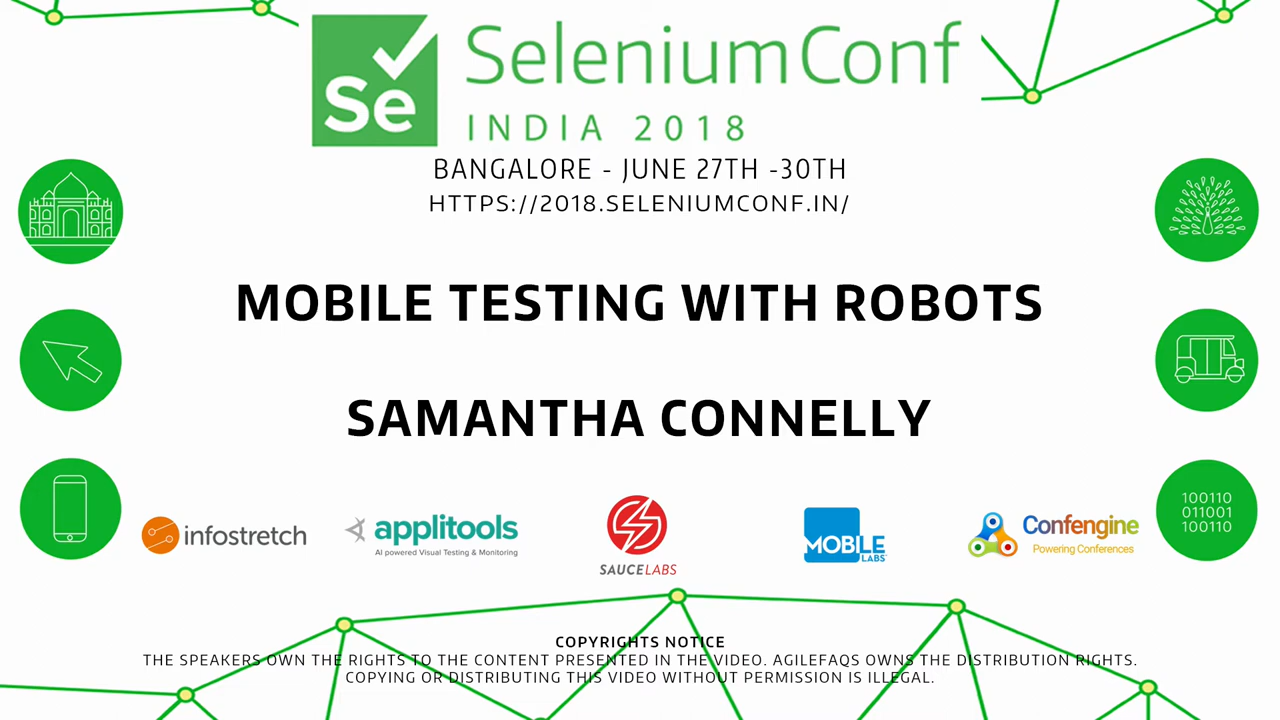 Se
SeleniumConf
INDIA 2018
BANGALORE - JUNE 27TH -30TH
HTTPS://2018.SELENIUMCONF.IN/
MOBILE TESTING WITH ROBOTS
SAMANTHA CONNELLY
infostretch
applitools
AI powered Visual Testing & Monitoring
SAUCELABS
MOBILE
LABS
Confengine
Powering Conferences
100110
011001
100110
COPYRIGHTS NOTICE
THE SPEAKERS OWN THE RIGHTS TO THE CONTENT PRESENTED IN THE VIDEO. AGILEFAQS OWNS THE DISTRIBUTION RIGHTS.
COPYING OR DISTRIBUTING THIS VIDEO WITHOUT PERMISSION IS ILLEGAL.